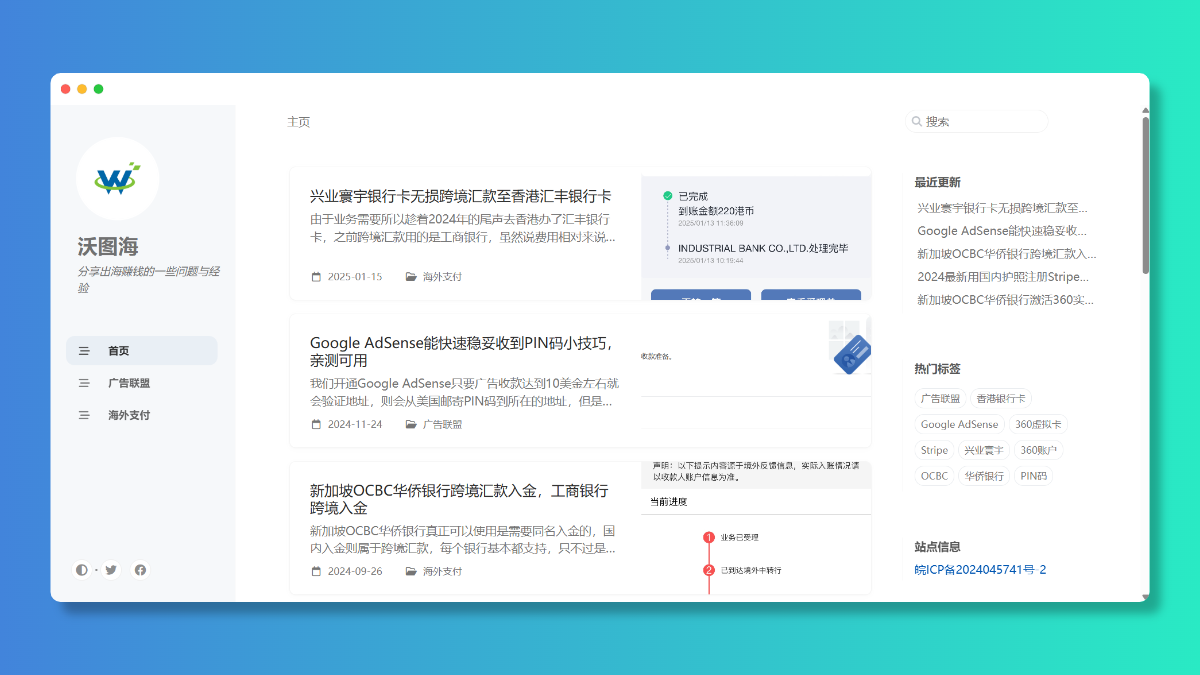 主页
搜索
沃图海
分享出海赚钱的一些问题与经
验
首页
广告联盟
海外支付
兴业寰宇银行卡无损跨境汇款至香港汇丰银行卡
由于业务需要所以趁着2024年的尾声去香港办了汇丰银行
卡，之前跨境汇款用的是工商银行，虽然说费用相对来说...
2025-01-15 海外支付
已完成
到账金额220港币
2025/01/13 11:36:09
INDUSTRIAL BANK CO.,LTD.处理完毕
2025/01/13 10:19:44
Google AdSense能快速稳妥收到PIN码小技巧，
亲测可用
我们开通Google AdSense只要广告收款达到10美金左右就
会验证地址，则会从美国邮寄PIN码到所在的地址，但是...
2024-11-24 广告联盟
收款准备。
新加坡OCBC华侨银行跨境汇款入金，工商银行
跨境入金
新加坡OCBC华侨银行真正可以使用是需要同名入金的，国
内入金则属于跨境汇款，每个银行基本都支持，只不过是...
2024-09-26 海外支付
声明：以下提示内容源于境外反馈信息，实际入账情况请
以收款人账户信息为准。
当前进度
1 业务已受理
2 已到达境外中转行
最近更新
兴业寰宇银行卡无损跨境汇款至...
Google AdSense能快速稳妥收...
新加坡OCBC华侨银行跨境汇款入...
2024最新用国内护照注册Stripe...
新加坡OCBC华侨银行激活360实...
热门标签
广告联盟 香港银行卡
Google AdSense 360虚拟卡
Stripe 兴业寰宇 360账户
OCBC 华侨银行 PIN码
站点信息
皖ICP备2024045741号-2